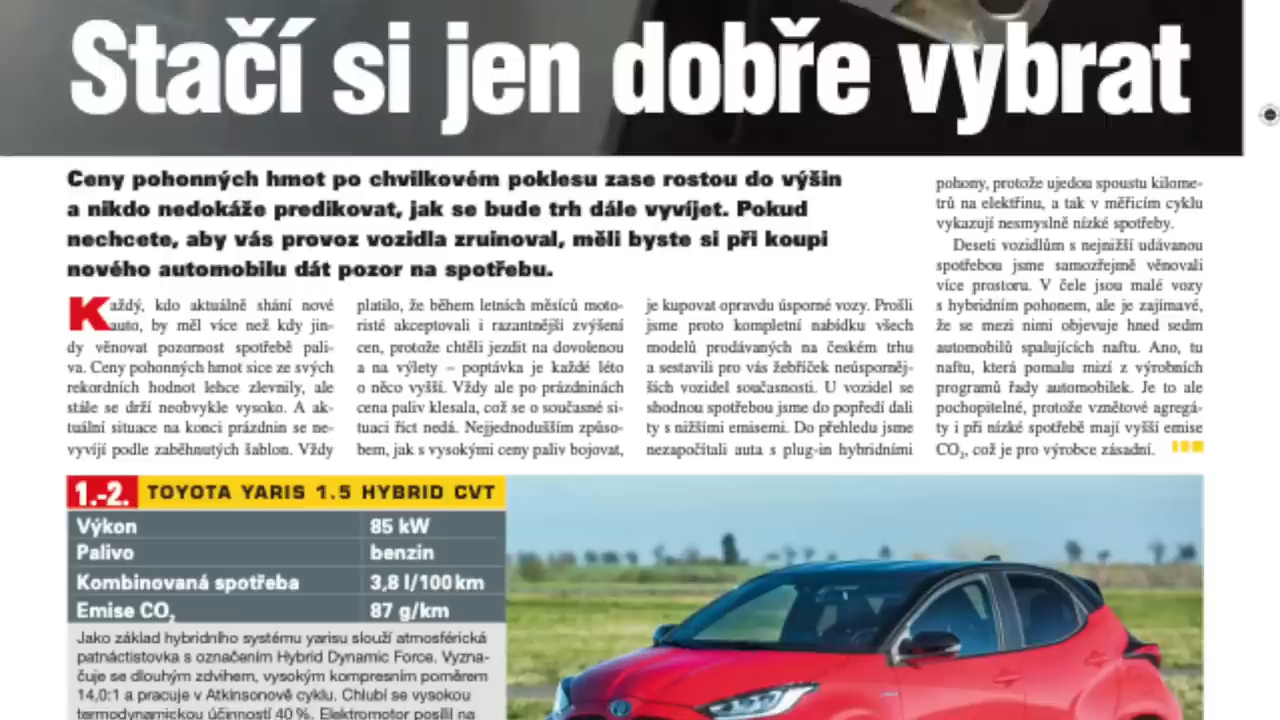 Stačí si jen dobře vybrat
Ceny pohonných hmot po chvilkovém poklesu zase rostou do výšin
a nikdo nedokáže predikovat, jak se bude trh dále vyvíjet. Pokud
nechcete, aby vás provoz vozidla zruinoval, měli byste si při koupi
nového automobilu dát pozor na spotřebu.
Každý, kdo aktuálně shání nové
auto, by měl více než kdy jin-
dy věnovat pozornost spotřebě pali-
va. Ceny pohonných hmot sice ze svých
rekordních hodnot lehce zlevnily, ale
stále se drží neobvykle vysoko. A ak-
tuální situace na konci prázdnin se ne-
vyvíjí podle zaběhnutých šablon. Vždy
platilo, že během letních měsíců moto-
risté akceptovali i razantnější zvýšení
cen, protože chtěli jezdit na dovolenou
a na výlety – poptávka je každé léto
o něco vyšší. Vždy ale po prázdninách
cena paliv klesala, což se o současné si-
tuaci říct nedá. Nejjednodušším způso-
bem, jak s vysokými ceny paliv bojovat,
je kupovat opravdu úsporné vozy. Prošli
jsme proto kompletní nabídku všech
modelů prodávaných na českém trhu
a sestavili pro vás žebříček neúsporněj-
ších vozidel současnosti. U vozidel se
shodnou spotřebou jsme do popředí dali
ty s nižšími emisemi. Do přehledu jsme
nezapočítali auta s plug-in hybridními
pohony, protože ujedou spoustu kilome-
trů na elektřinu, a tak v měřicím cyklu
vykazují nesmyslně nízké spotřeby.
Deseti vozidlům s nejnižší udávanou
spotřebou jsme samozřejmě věnovali
více prostoru. V čele jsou malé vozy
s hybridním pohonem, ale je zajímavé,
že se mezi nimi objevuje hned sedm
automobilů spalujících naftu. Ano, tu
naftu, která pomalu mizí z výrobních
programů řady automobilek. Je to ale
pochopitelné, protože vznětové agregá-
ty i při nízké spotřebě mají vyšší emise
CO₂, což je pro výrobce zásadní.
1.-2. TOYOTA YARIS 1.5 HYBRID CVT
Výkon 85 kW
Palivo benzin
Kombinovaná spotřeba 3,8 l/100 km
Emise CO₂ 87 g/km
Jako základ hybridního systému yarisu slouží atmosférická
patnáctistovka s označením Hybrid Dynamic Force. Vyzna-
čuje se dlouhým zdvihem, vysokým kompresním poměrem
14,0:1 a pracuje v Atkinsonově cyklu. Chlubí se vysokou
termodynamickou účinností 40 %. Elektromotor posílil na